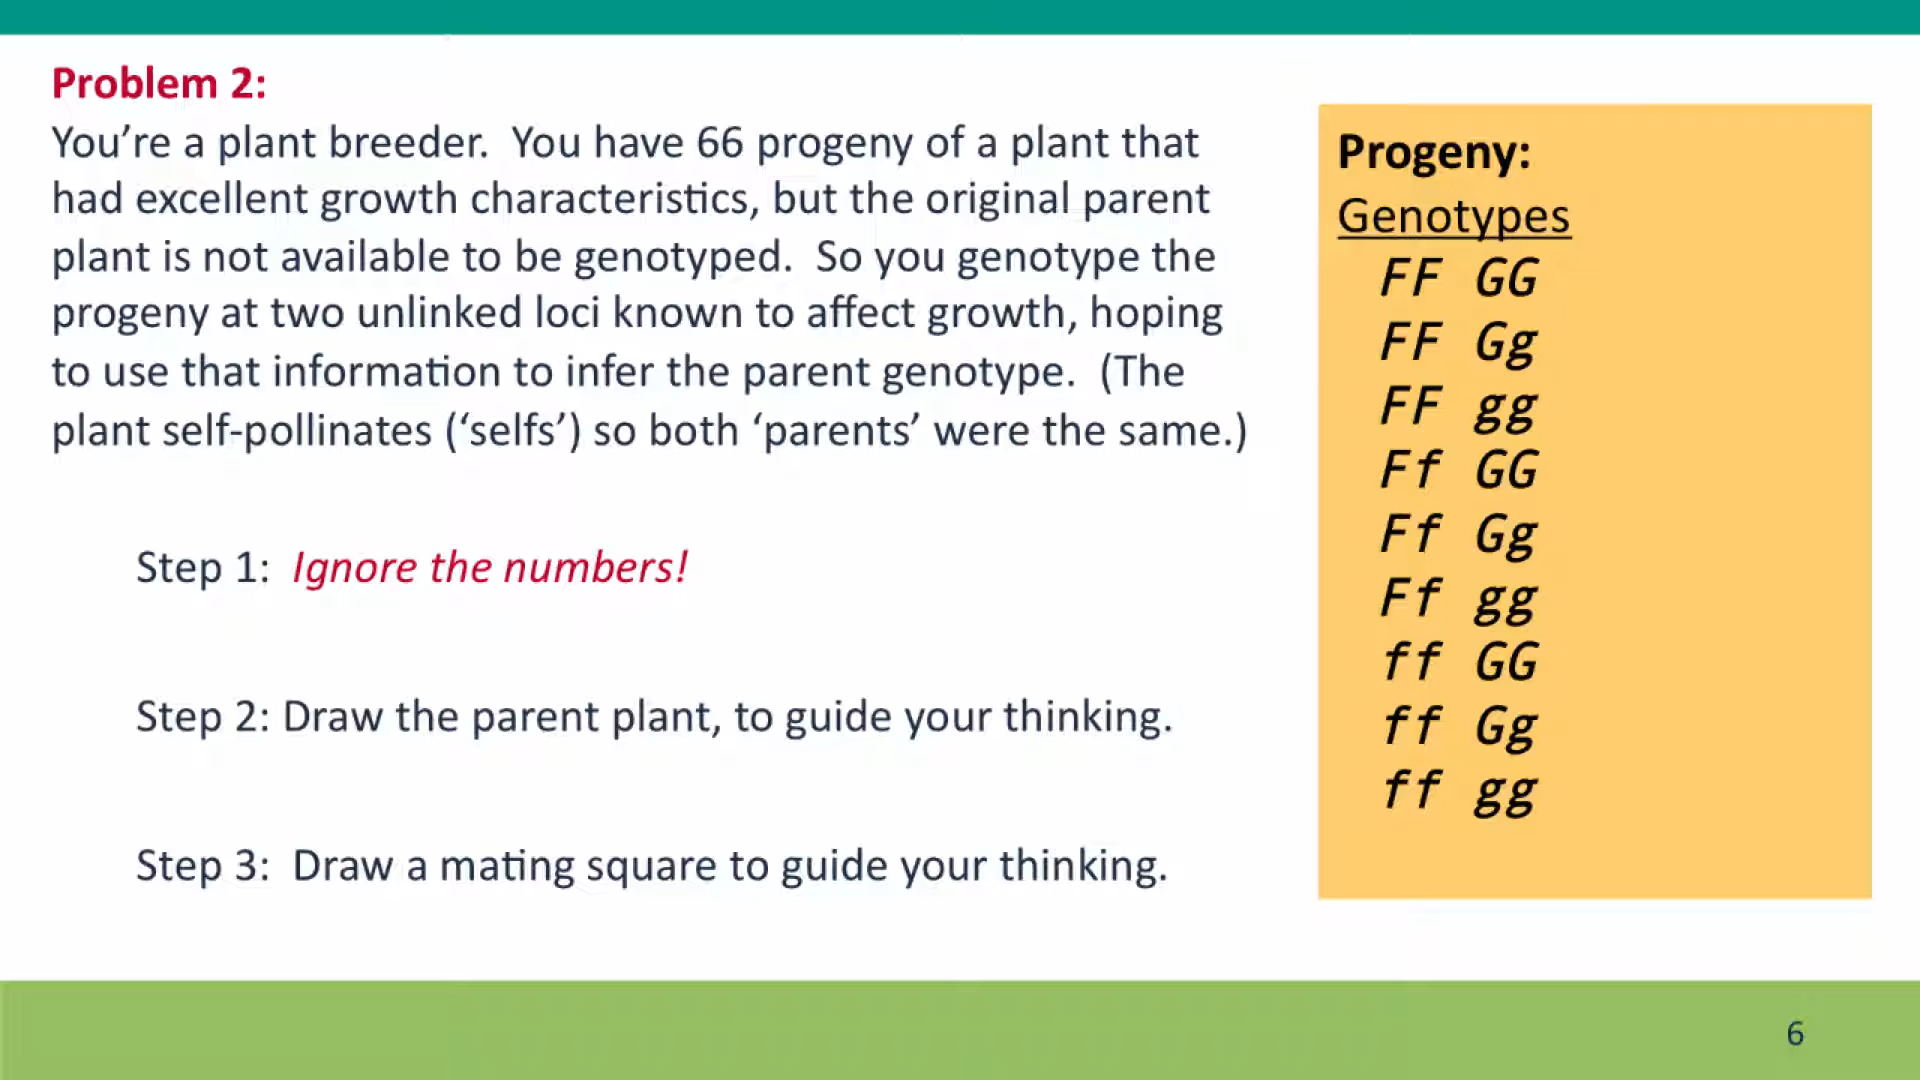 Problem 2:
You’re a plant breeder.  You have 66 progeny of a plant that
had excellent growth characteristics, but the original parent
plant is not available to be genotyped.  So you genotype the
progeny at two unlinked loci known to affect growth, hoping
to use that information to infer the parent genotype.  (The
plant self-pollinates (‘selfs’) so both ‘parents’ were the same.)
Step 1:  Ignore the numbers!
Step 2: Draw the parent plant, to guide your thinking.
Step 3:  Draw a mating square to guide your thinking.
Progeny:
Genotypes
FF GG
FF Gg
FF gg
Ff GG
Ff Gg
Ff gg
ff GG
ff Gg
ff gg
6